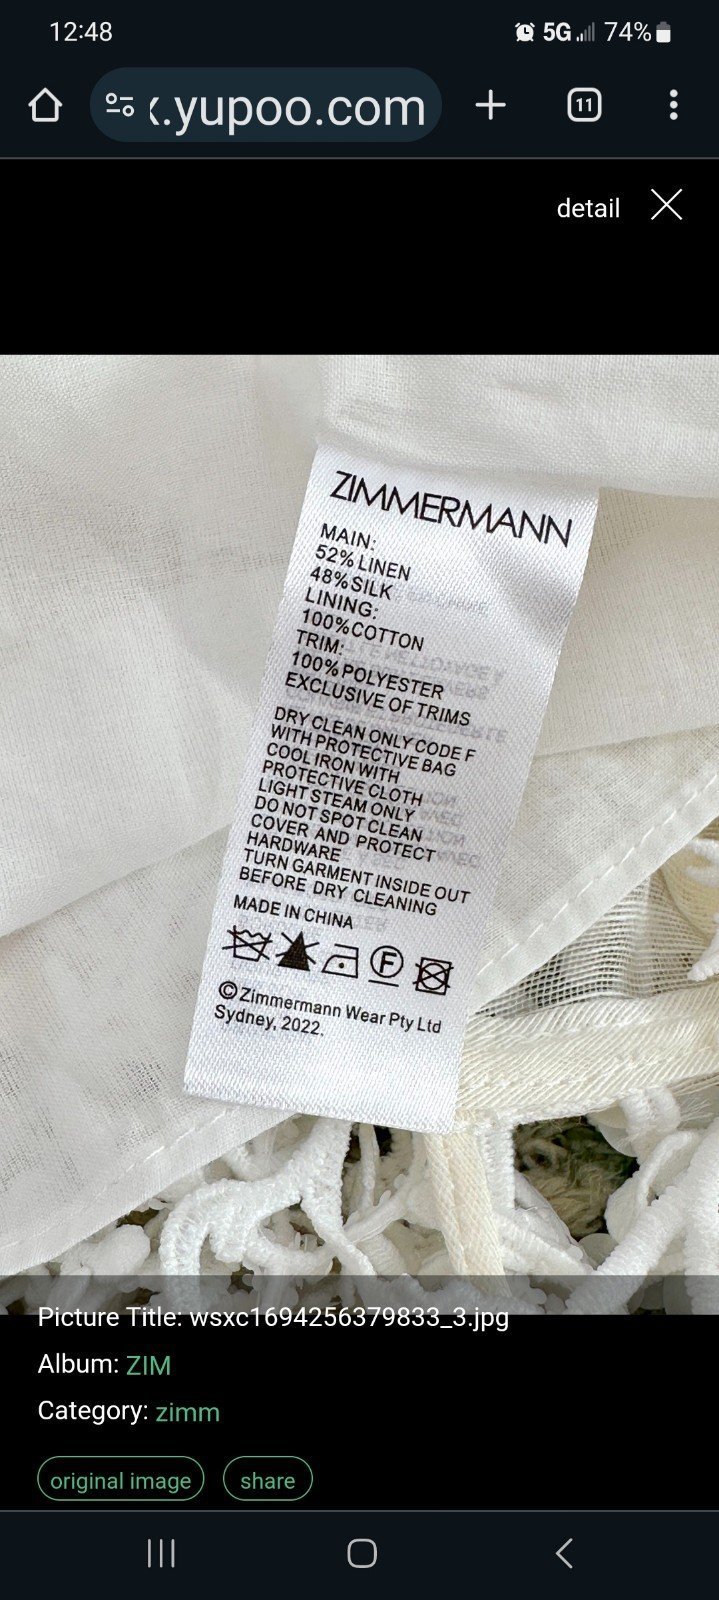 12:48
5G 74%
x.yupoo.com
11
detail
ZIMMERMANN
MAIN:
52% LINEN
48%SILK
LINING:
100%COTTON
TRIM:
100% POLYESTER
EXCLUSIVE OF TRIMS
DRY CLEAN ONLY CODE F
WITH PROTECTIVE BAG
COOL IRON WITH
PROTECTIVE CLOTH
LIGHT STEAM ONLY
DO NOT SPOT CLEAN
COVER AND PROTECT
HARDWARE
TURN GARMENT INSIDE OUT
BEFORE DRY CLEANING
MADE IN CHINA
F
©Zimmermann Wear Pty Ltd
Sydney, 2022.
Picture Title: wsxc1694256379833_3.jpg
Album: ZIM
Category: zimm
original image share